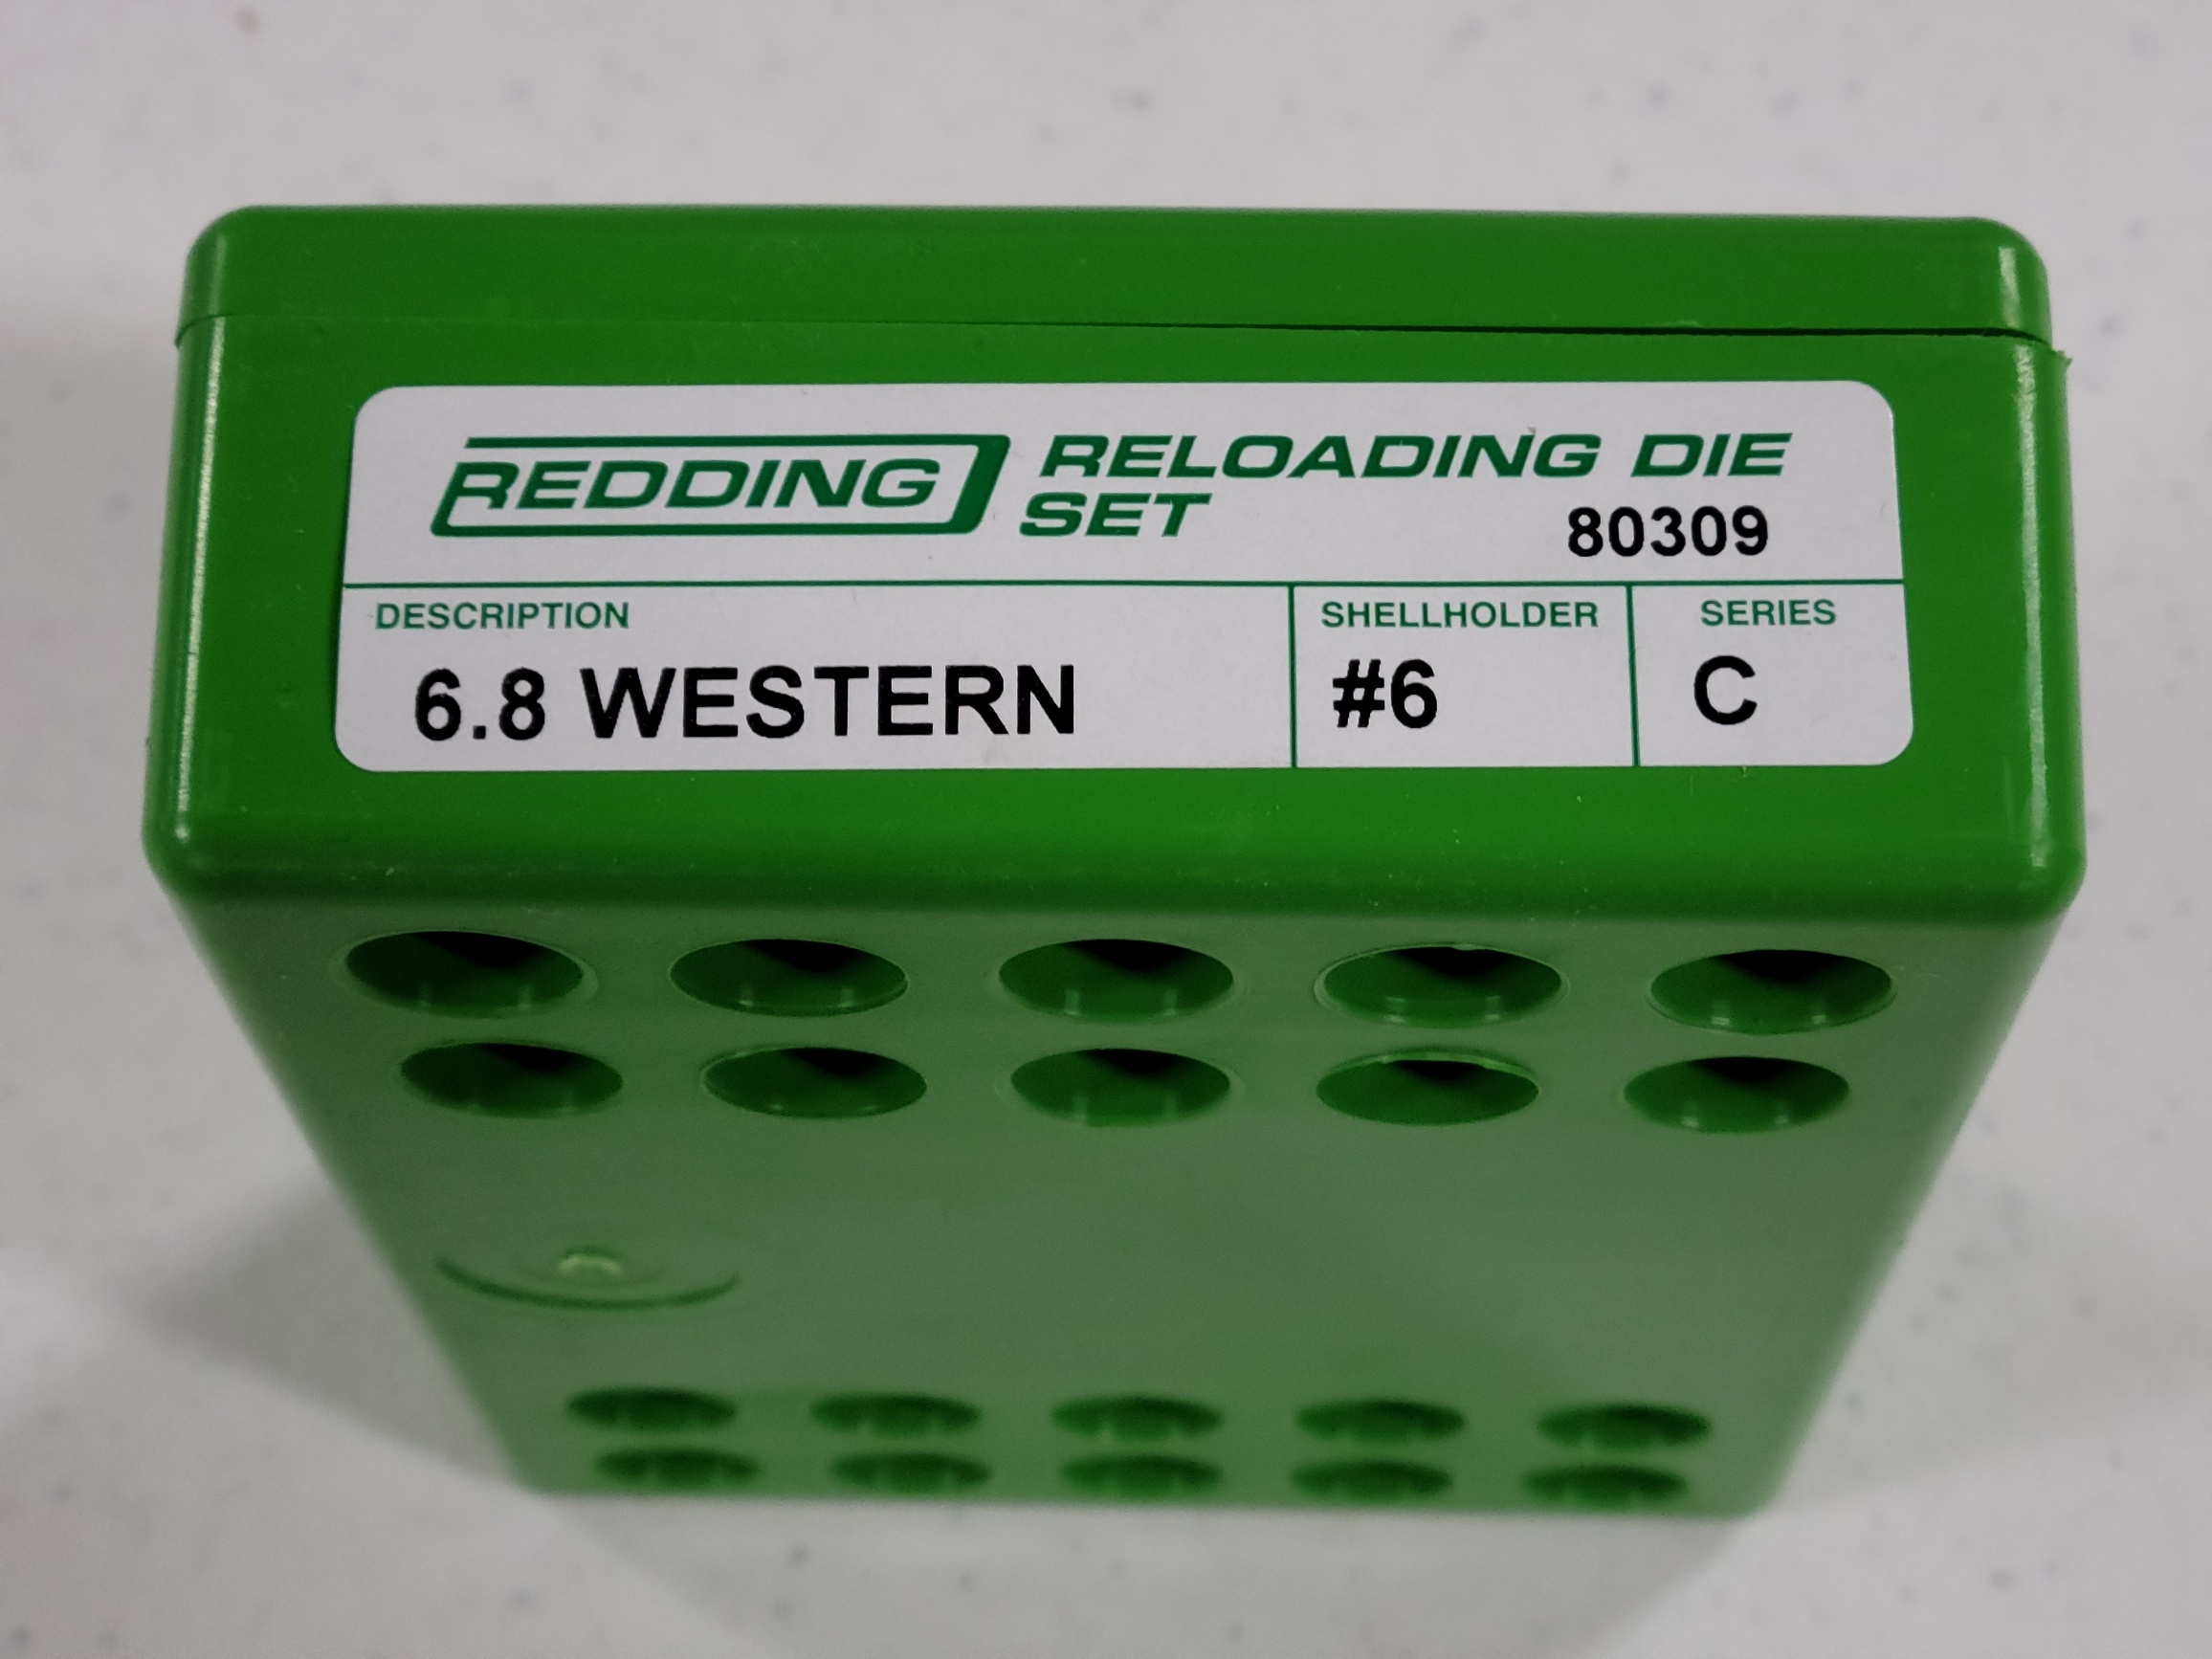 REDDING RELOADING DIE
SET
80309
DESCRIPTION SHELLHOLDER SERIES
6.8 WESTERN #6 C